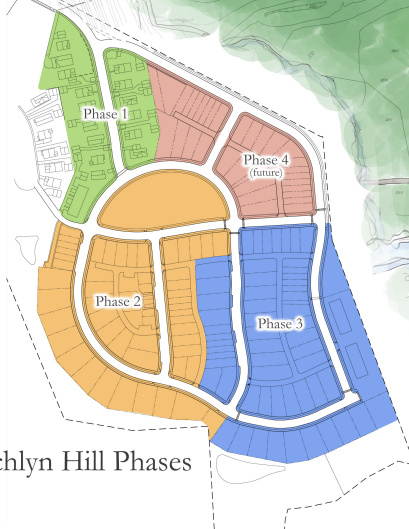 Phase 1
Phase 4
(future)
Phase 2
Phase 3
chlyn Hill Phases